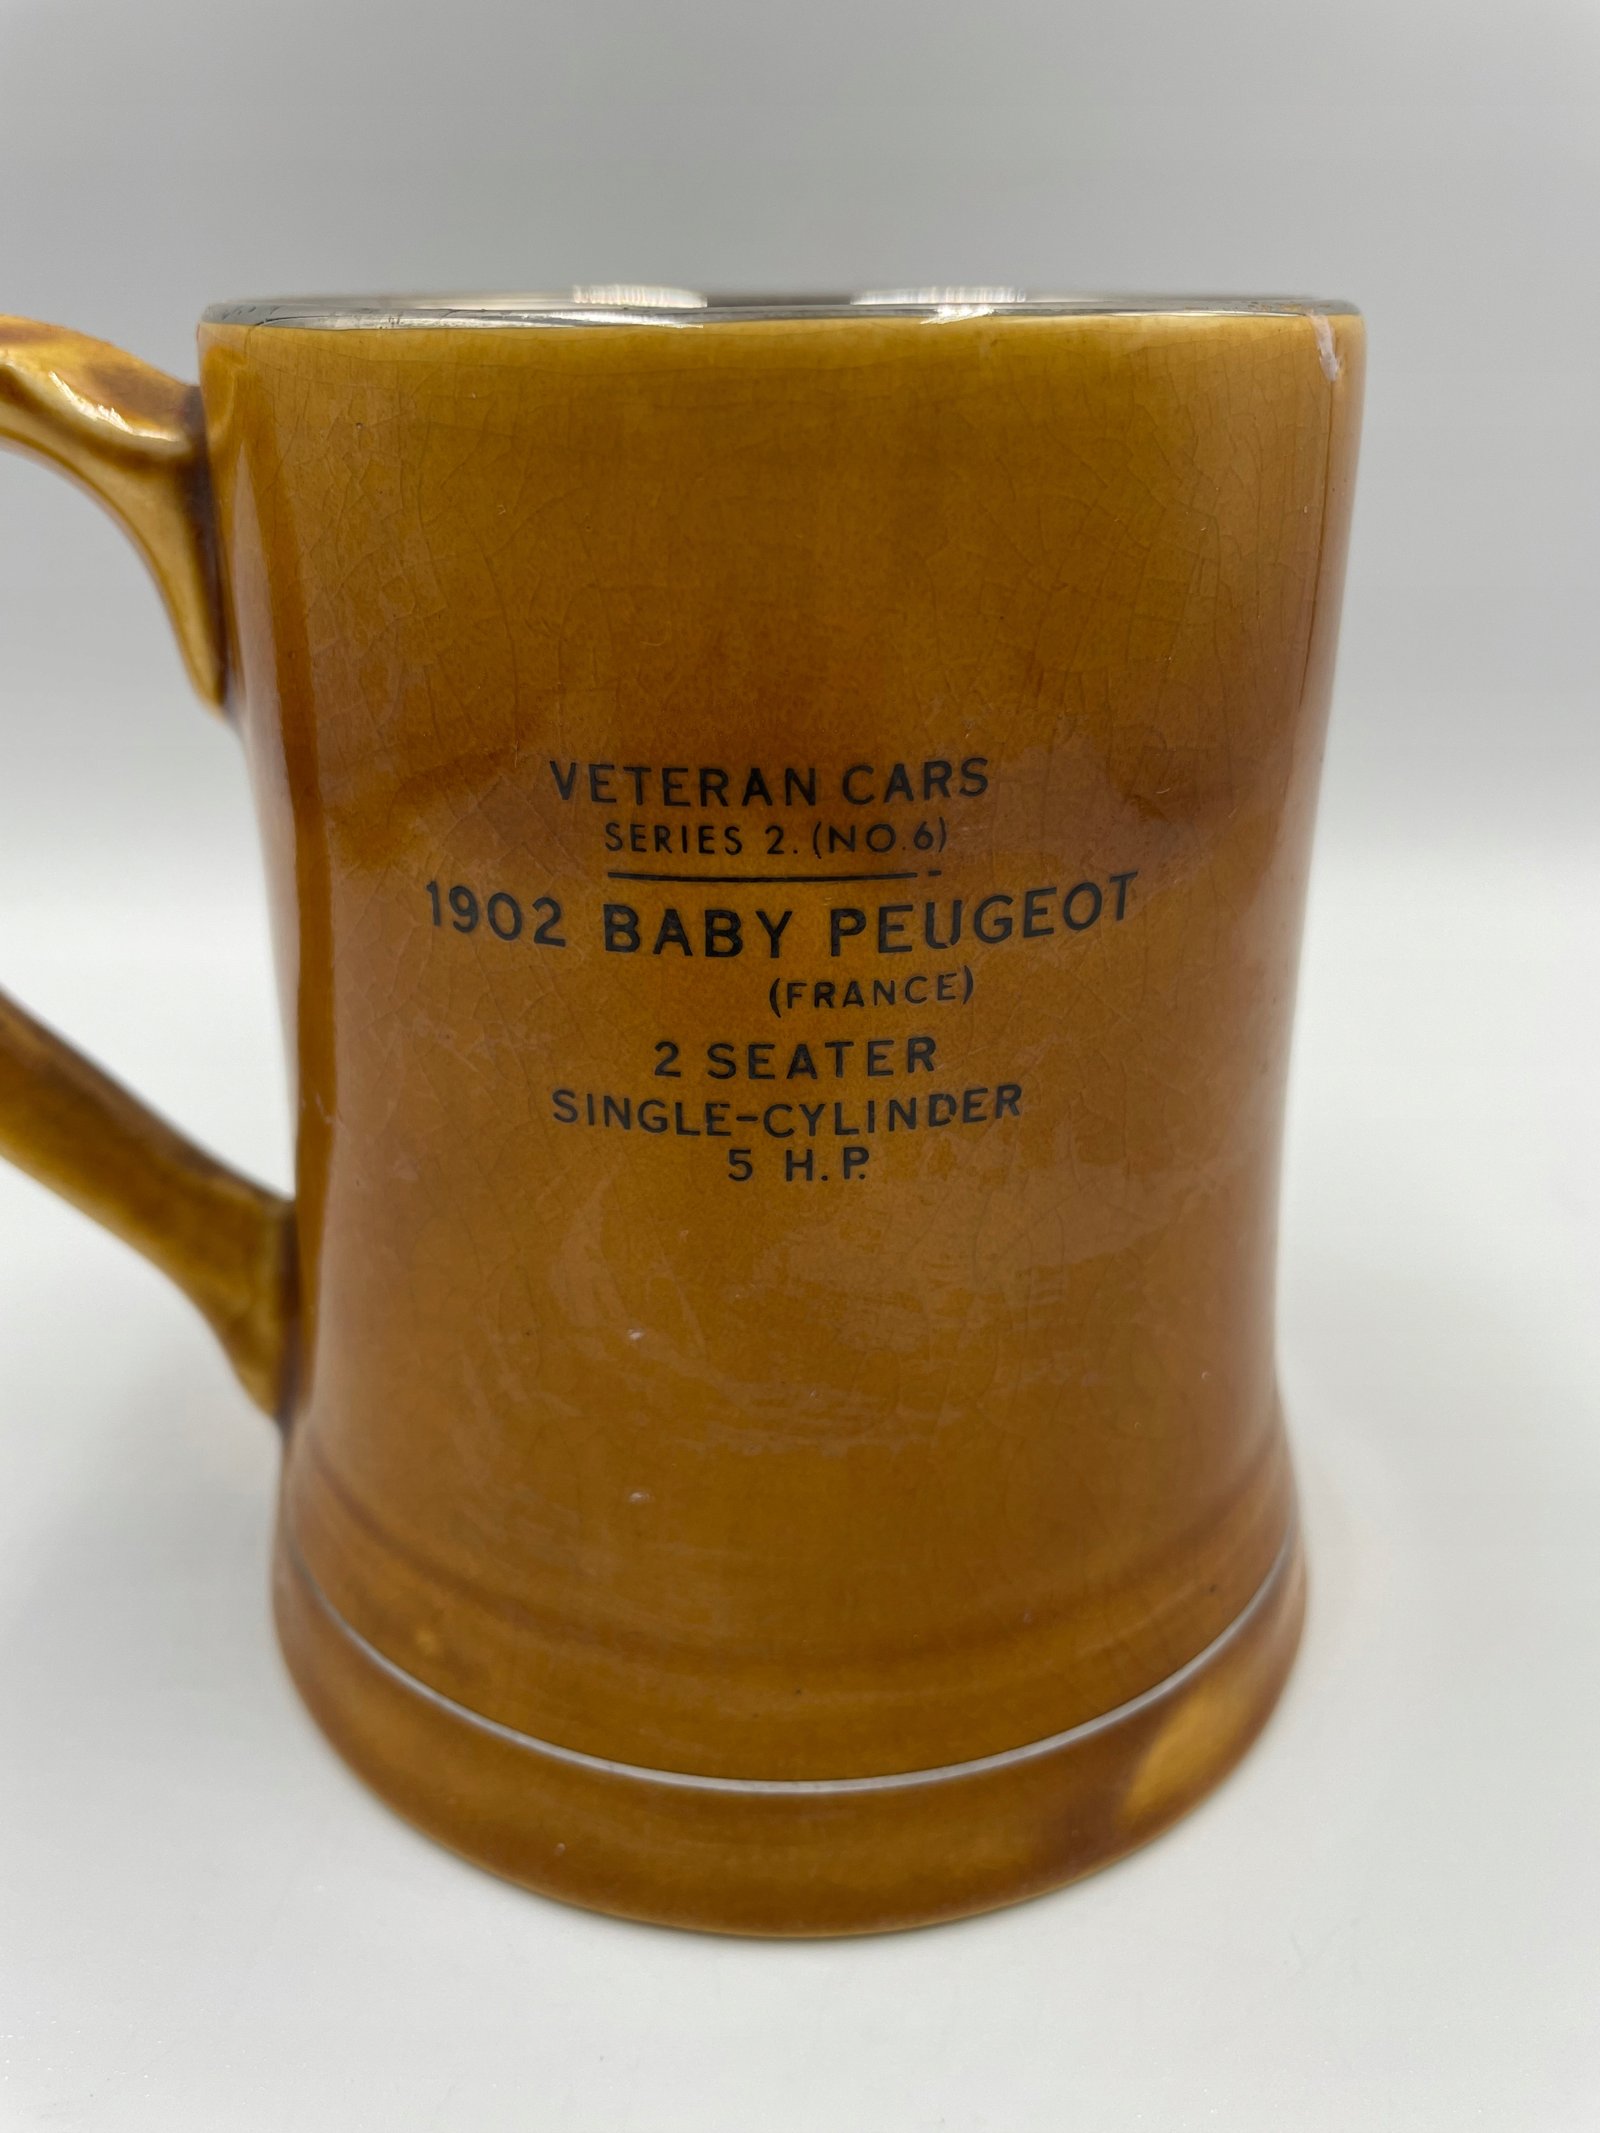 VETERAN CARS
SERIES 2. (NO.6)
1902 BABY PEUGEOT
(FRANCE)
2 SEATER
SINGLE-CYLINDER
5 H.P.